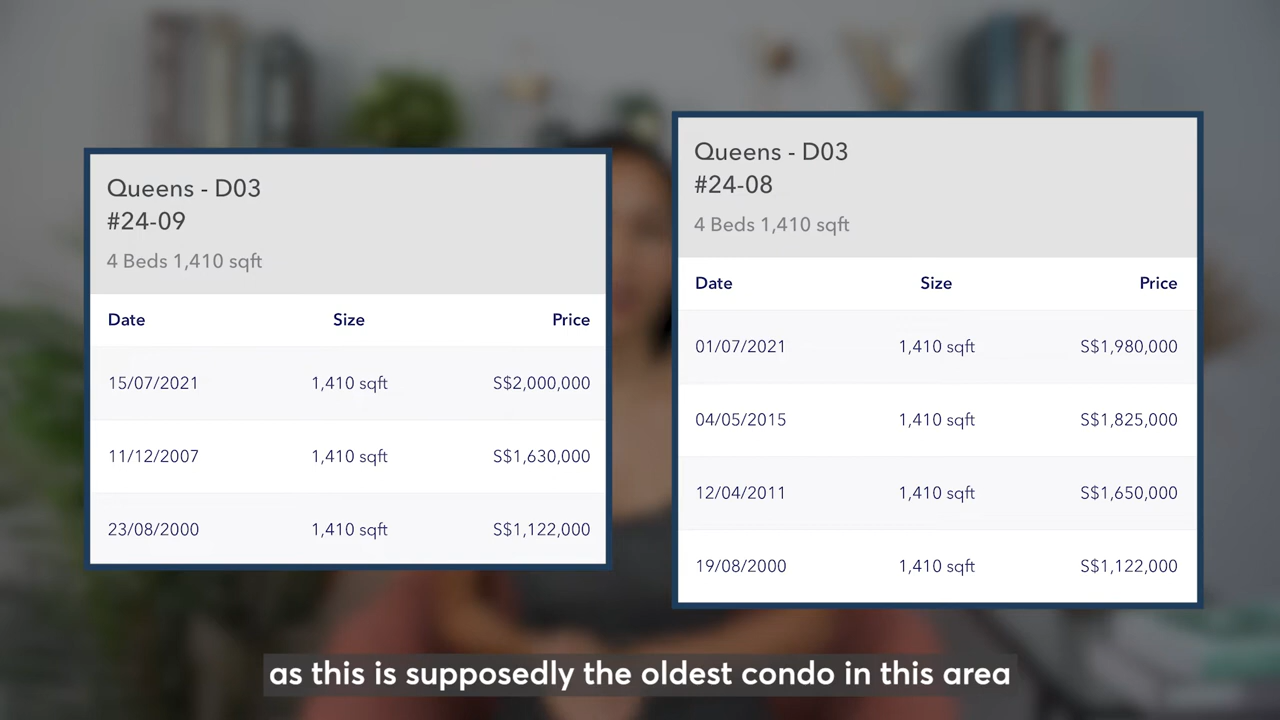 Queens - D03
#24-09
4 Beds 1,410 sqft
Date Size Price
15/07/2021 1,410 sqft S$2,000,000
11/12/2007 1,410 sqft S$1,630,000
23/08/2000 1,410 sqft S$1,122,000
Queens - D03
#24-08
4 Beds 1,410 sqft
Date Size Price
01/07/2021 1,410 sqft S$1,980,000
04/05/2015 1,410 sqft S$1,825,000
12/04/2011 1,410 sqft S$1,650,000
19/08/2000 1,410 sqft S$1,122,000
as this is supposedly the oldest condo in this area